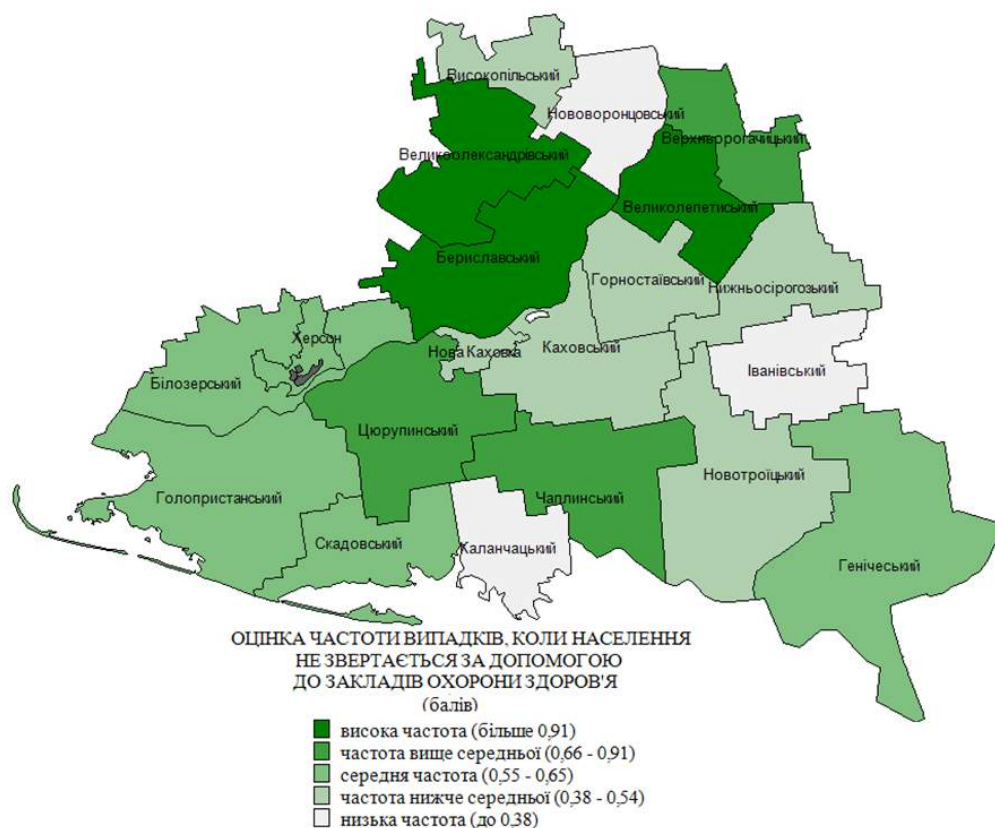 Високопільський
Нововоронцовський
Верхньорогачицький
Великоолександрівський
Великолепетиський
Бериславський
Горностаївський
Нижньосірогозький
Херсон
Нова Каховка
Каховський
Іванівський
Білозерський
Цюрупинський
Новотроїцький
Голопристанський
Чаплинський
Скадовський
Каланчацький
Генічеський
ОЦІНКА ЧАСТОТИ ВИПАДКІВ, КОЛИ НАСЕЛЕННЯ
НЕ ЗВЕРТАЄТЬСЯ ЗА ДОПОМОГОЮ
ДО ЗАКЛАДІВ ОХОРОНИ ЗДОРОВ'Я
(балів)
висока частота (більше 0,91)
частота вище середньої (0,66 - 0,91)
середня частота (0,55 - 0,65)
частота нижче середньої (0,38 - 0,54)
низька частота (до 0,38)